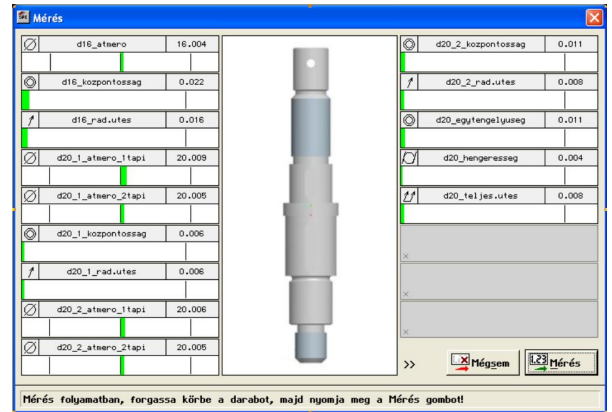 Mérés
d16_atmero 16.004
d16_kozpontossag 0.022
d16_rad.utes 0.016
d20_1_atmero_1tapi 20.009
d20_1_atmero_2tapi 20.005
d20_1_kozpontossag 0.006
d20_1_rad.utes 0.006
d20_2_atmero_1tapi 20.006
d20_2_atmero_2tapi 20.005
d20_2_kozpontossag 0.011
d20_2_rad.utes 0.008
d20_egytengelyuseg 0.011
d20_hengeresseg 0.004
d20_teljes.utes 0.008
×
×
×
>> Mégsem 1.23 Mérés
Mérés folyamatban, forgassa körbe a darabot, majd nyomja meg a Mérés gombot!